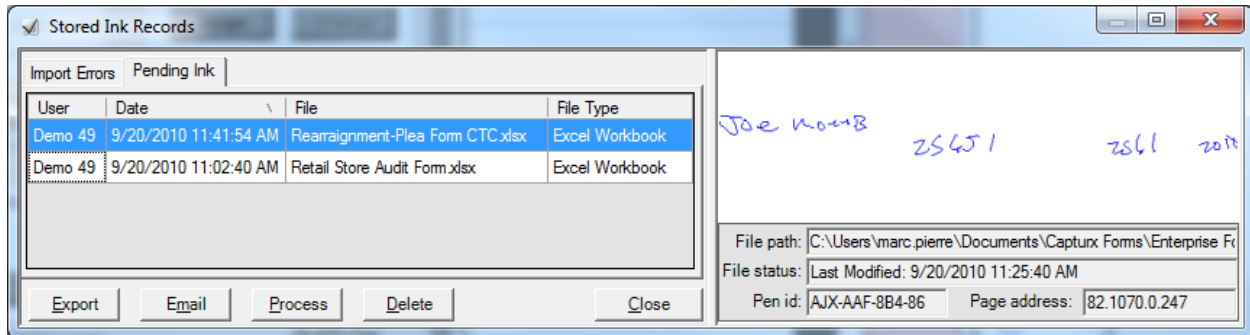 Stored Ink Records
Import Errors Pending Ink
User Date File File Type
Demo 49 9/20/2010 11:41:54 AM Rearraignment-Plea Form CTC.xlsx Excel Workbook
Demo 49 9/20/2010 11:02:40 AM Retail Store Audit Form.xlsx Excel Workbook
Export Email Process Delete Close
Joe
25451 2561
File path: C:\Users\marc.pierre\Documents\Capturx Forms\Enterprise Fo
File status: Last Modified: 9/20/2010 11:25:40 AM
Pen id: AJX-AAF-8B4-86 Page address: 82.1070.0.247